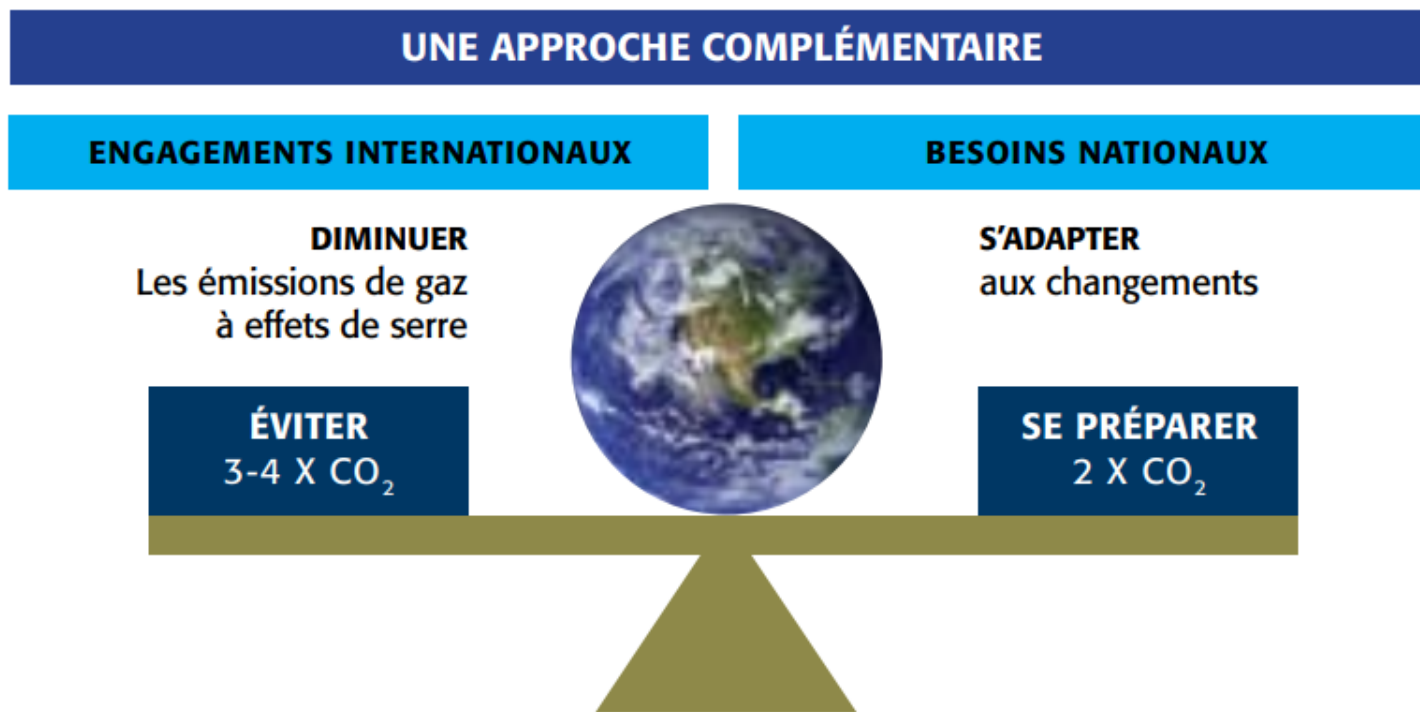 UNE APPROCHE COMPLÉMENTAIRE
ENGAGEMENTS INTERNATIONAUX
BESOINS NATIONAUX
DIMINUER
Les émissions de gaz
à effets de serre
S'ADAPTER
aux changements
ÉVITER
3-4 X CO₂
SE PRÉPARER
2 X CO₂